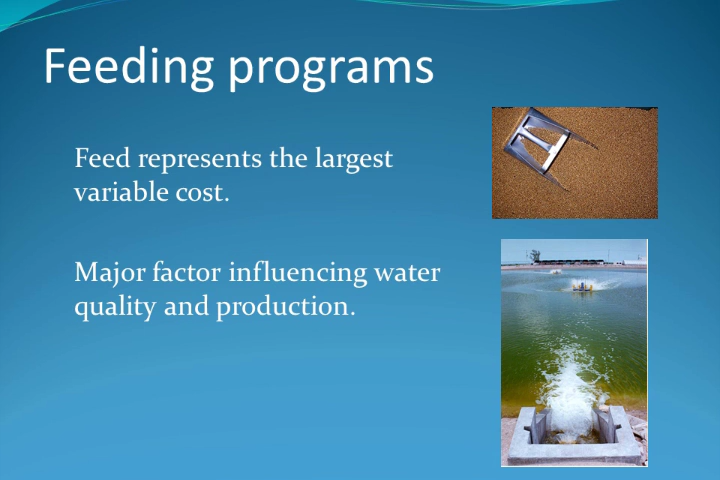 Feeding programs
Feed represents the largest
variable cost.
Major factor influencing water
quality and production.